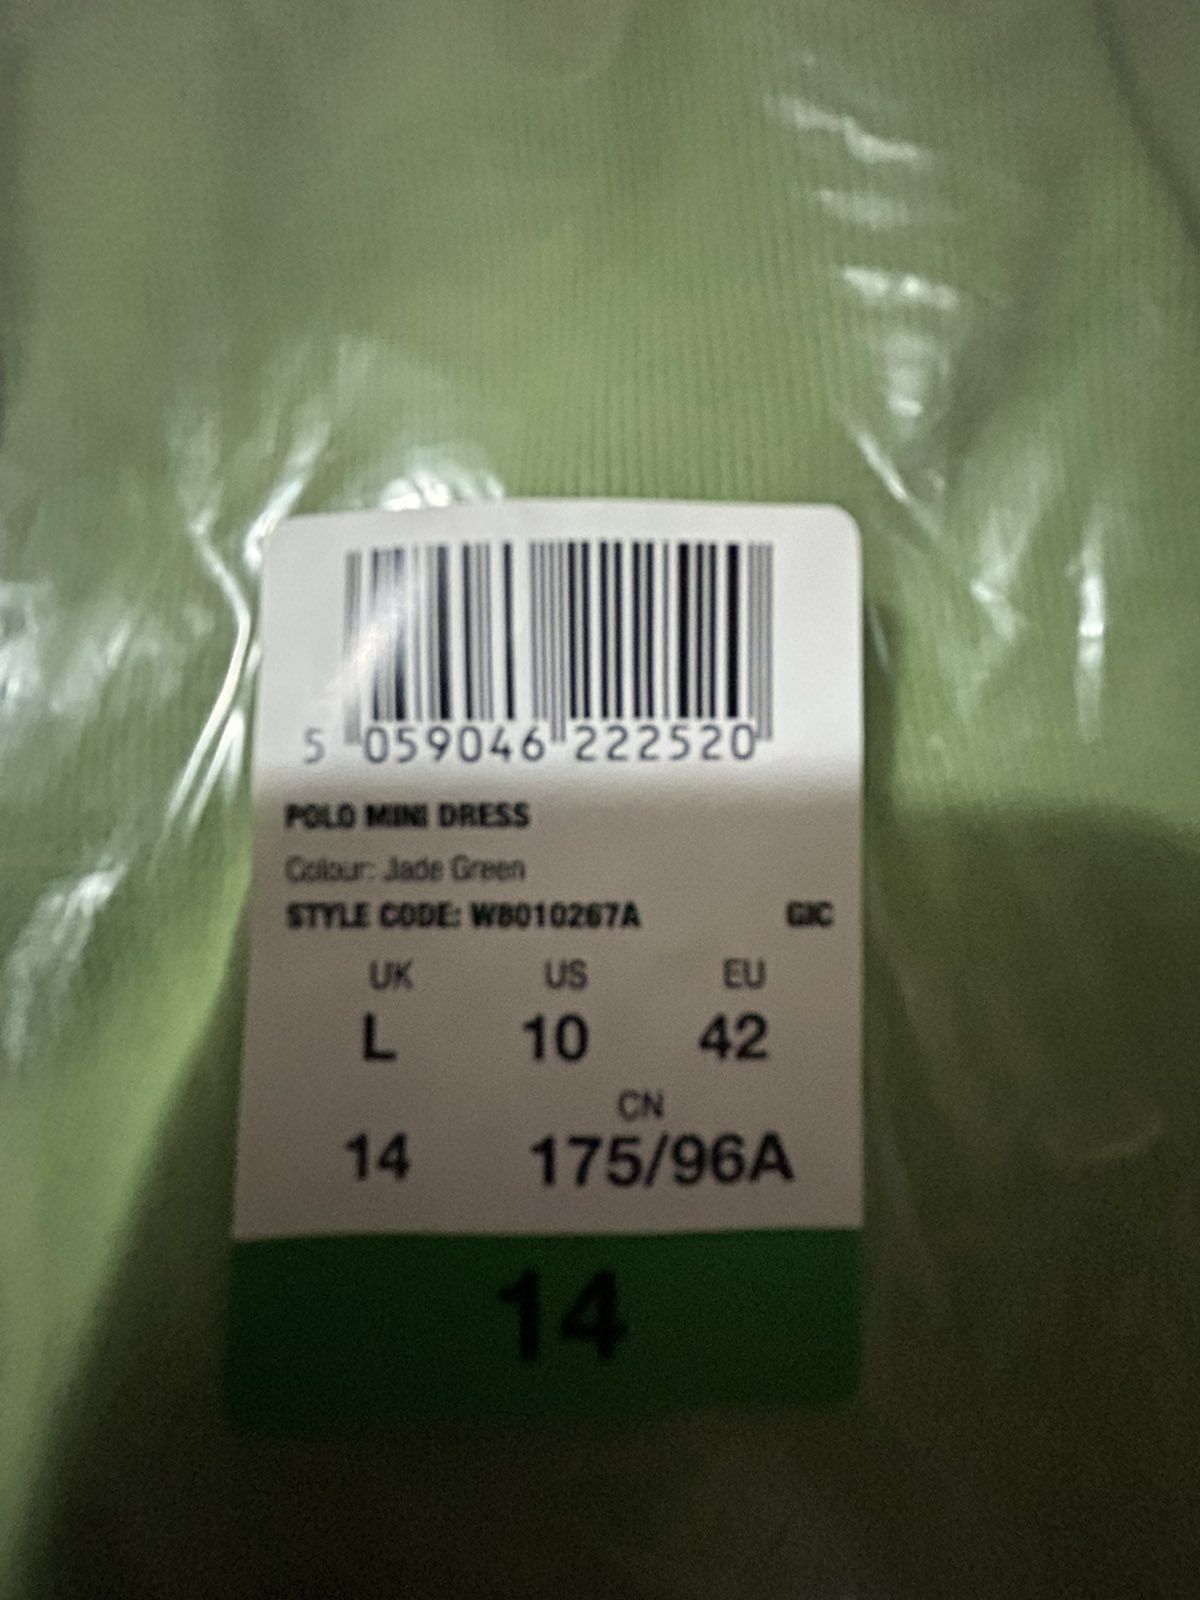 5 059046 222520
POLO MINI DRESS
Colour: Jade Green
STYLE CODE: W8010267A GIC
UK US EU
L 10 42
CN
14 175/96A
14